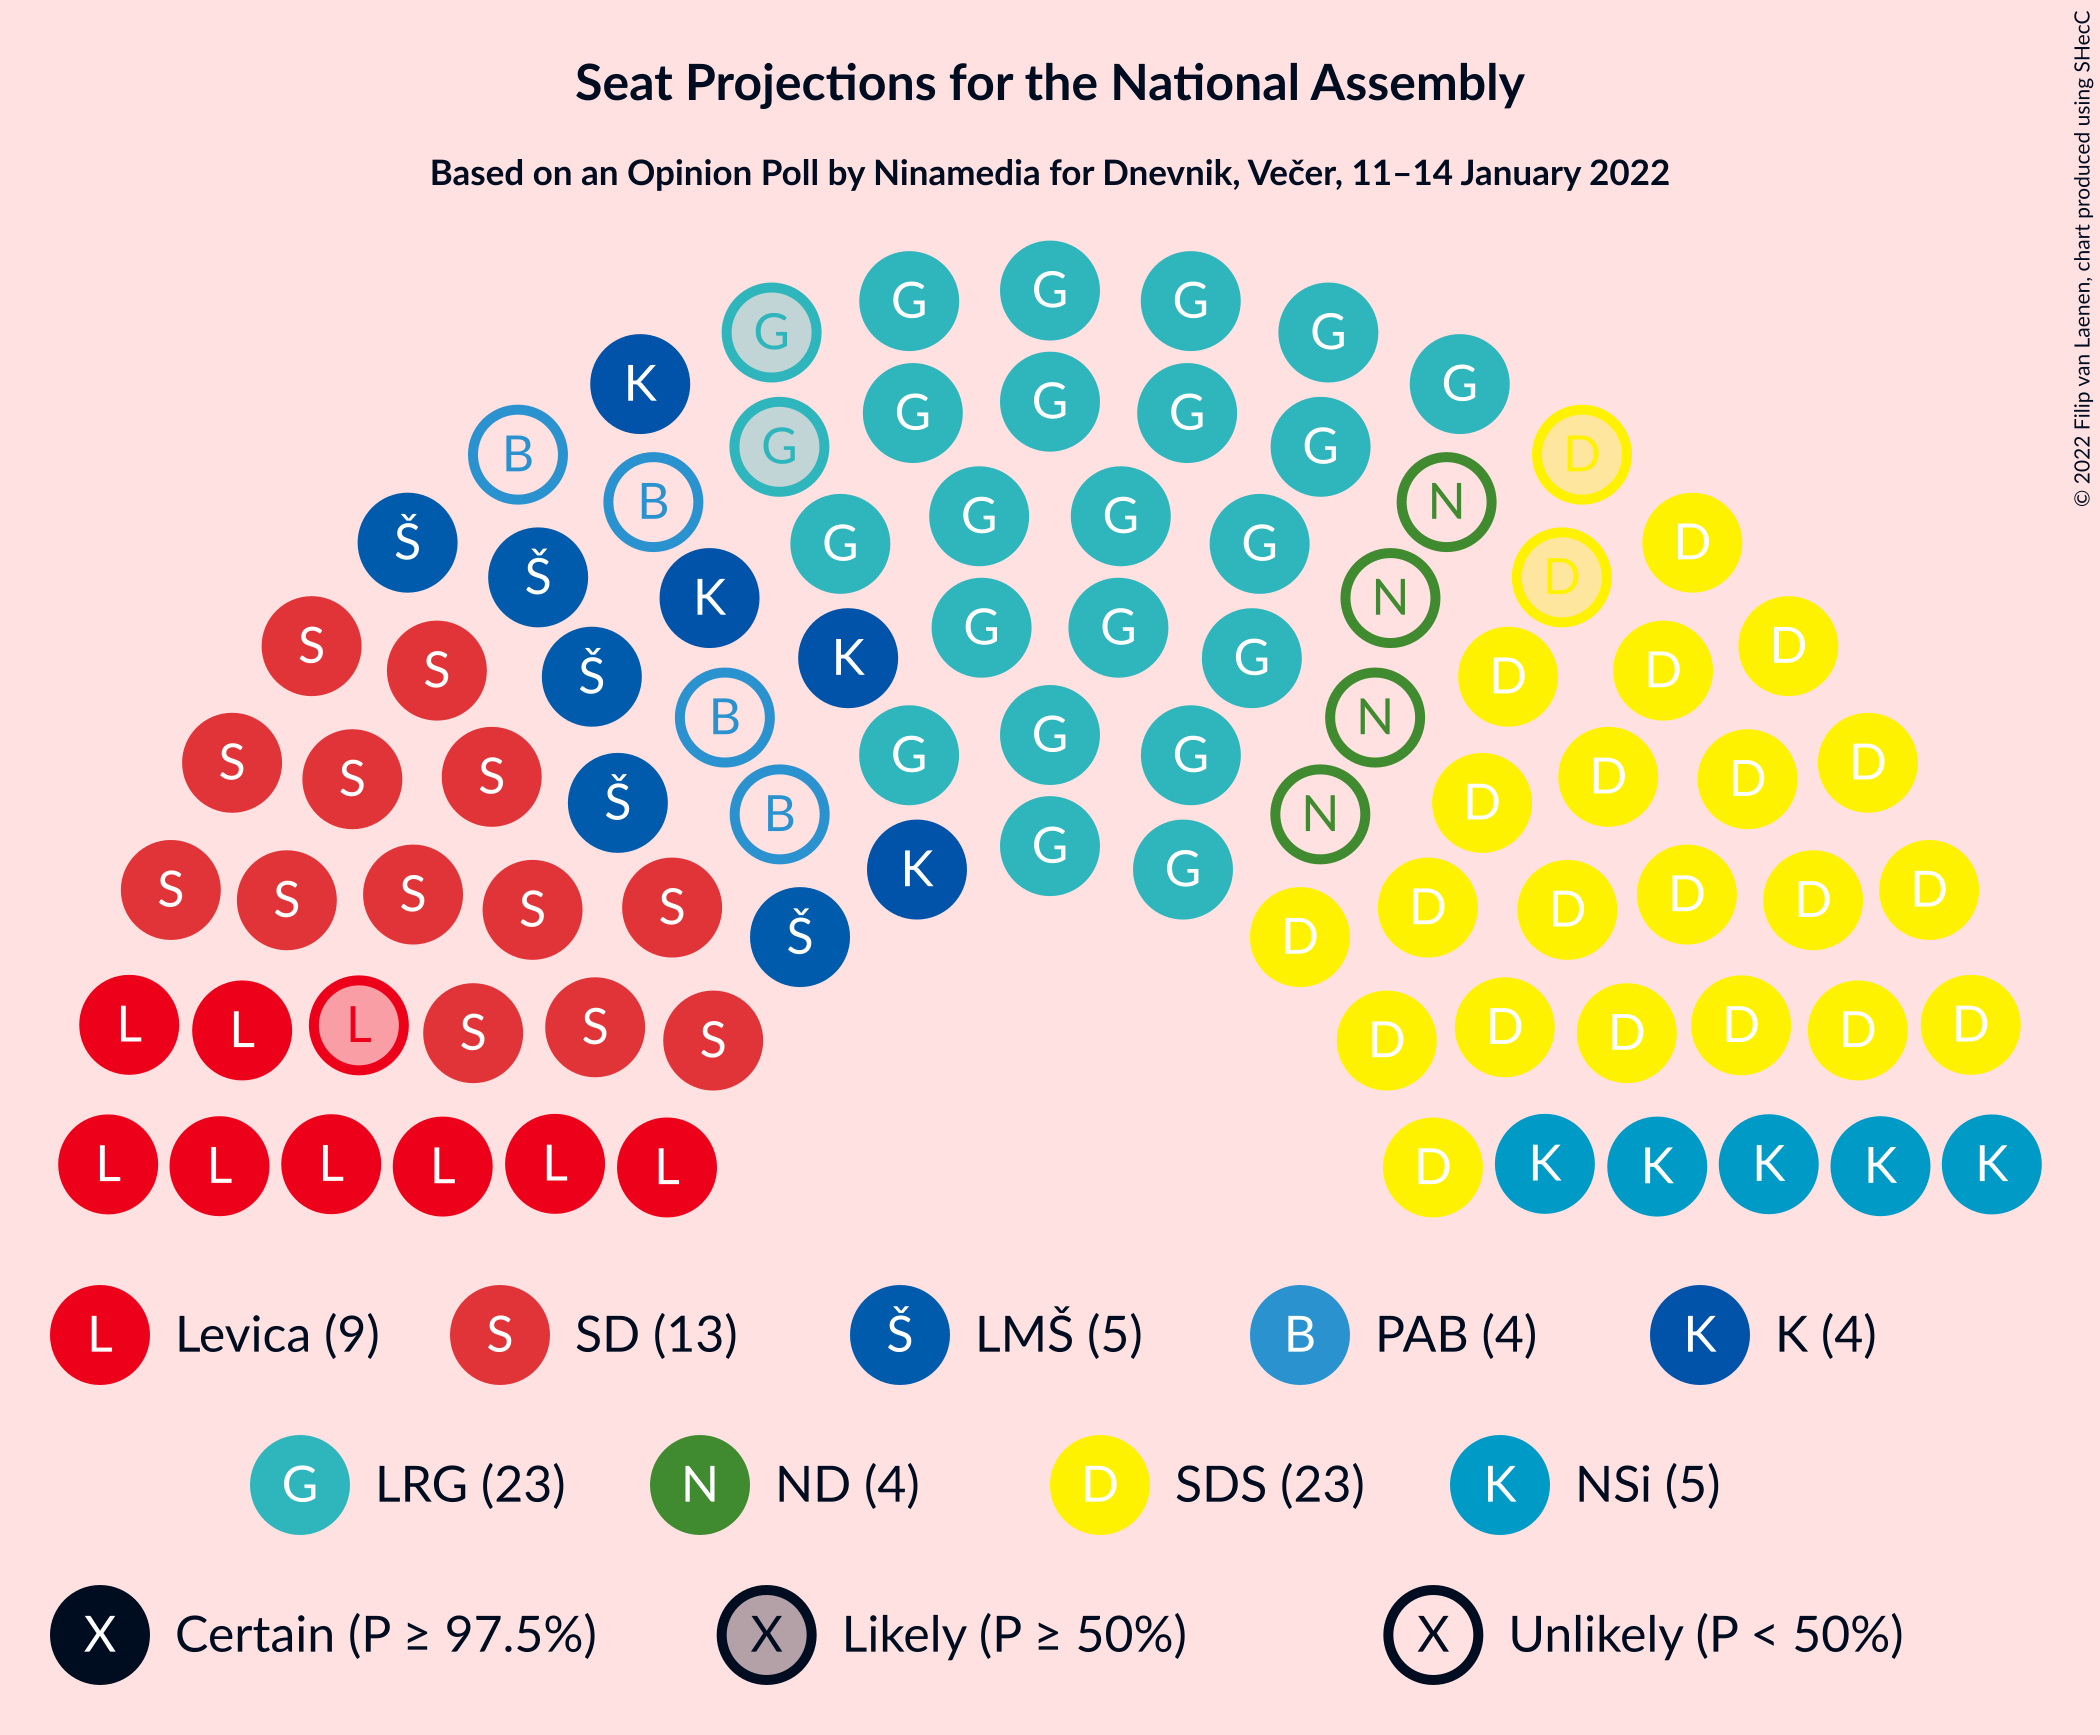 Seat Projections for the National Assembly
Based on an Opinion Poll by Ninamedia for Dnevnik, Večer, 11–14 January 2022
© 2022 Filip van Laenen, chart produced using SHecC
G
G G
G G
K G
G
G G
G G
B D
B N
G G
Š D
G G
Š D
K N
G G
S S
K G
S Š D D
B N
G
G G
S S S D D D
Š D
B N
G
K G
S S S S S D D D D D
Š D
L L L S S S D D D D D D
L L L L L L D K K K K K
L Levica (9) S SD (13) Š LMŠ (5) B PAB (4) K K (4)
G LRG (23) N ND (4) D SDS (23) K NSi (5)
X Certain (P ≥ 97.5%) X Likely (P ≥ 50%) X Unlikely (P < 50%)